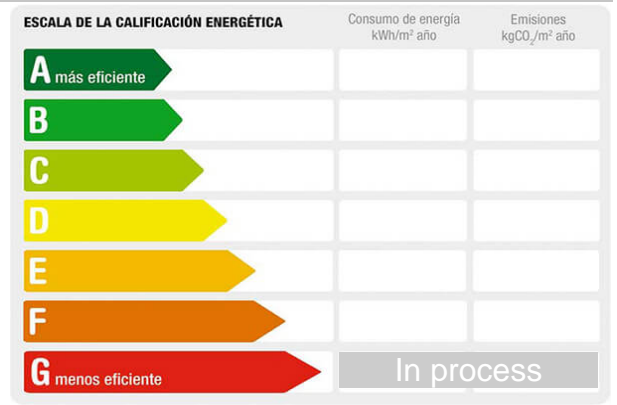 ESCALA DE LA CALIFICACIÓN ENERGÉTICA
Consumo de energía
kWh/m² año
Emisiones
kgCO₂/m² año
A más eficiente
B
C
D
E
F
G menos eficiente
In process